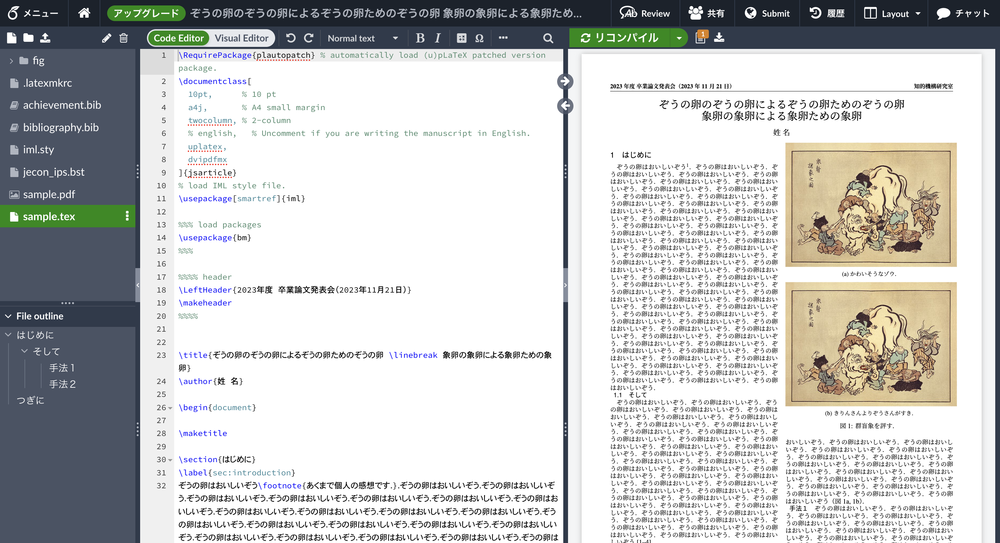 メニュー
アップグレード
ぞうの卵のぞうの卵によるぞうの卵ためのぞうの卵 象卵の象卵による象卵ため...
Review
共有
Submit
履歴
Layout
チャット
Code Editor
Visual Editor
Normal text
B
I
Ω
リコンパイル
1
fig
.latexmkrc
achievement.bib
bibliography.bib
iml.sty
jecon_ips.bst
sample.pdf
sample.tex
File outline
はじめに
そして
手法１
手法２
つぎに
1 \RequirePackage{plautopatch} % automatically load (u)pLaTeX patched version
package.
2 \documentclass[
3 10pt, % 10 pt
4 a4j, % A4 small margin
5 twocolumn, % 2-column
6 % english, % Uncomment if you are writing the manuscript in English.
7 uplatex,
8 dvipdfmx
9 ]{jsarticle}
10 % load IML style file.
11 \usepackage[smartref]{iml}
12
13 %%% load packages
14 \usepackage{bm}
15 %%%
16
17 %%%% header
18 \LeftHeader{2023年度 卒業論文発表会(2023年11月21日)}
19 \makeheader
20 %%%%
21
22
23 \title{ぞうの卵のぞうの卵によるぞうの卵ためのぞうの卵 \linebreak 象卵の象卵による象卵ための象
卵}
24 \author{姓 名}
25
26 \begin{document}
27
28 \maketitle
29
30 \section{はじめに}
31 \label{sec:introduction}
32 ぞうの卵はおいしいぞう\footnote{あくまで個人の感想です.}.ぞうの卵はおいしいぞう.ぞうの卵はおいしいぞ
う.ぞうの卵はおいしいぞう.ぞうの卵はおいしいぞう.ぞうの卵はおいしいぞう.ぞうの卵はおいしいぞう.ぞうの卵はお
いしいぞう.ぞうの卵はおいしいぞう.ぞうの卵はおいしいぞう.ぞうの卵はおいしいぞう.ぞうの卵はおいしいぞう.ぞう
の卵はおいしいぞう.ぞうの卵はおいしいぞう.ぞうの卵はおいしいぞう.ぞうの卵はおいしいぞう.ぞうの卵はおいしい
ぞう.ぞうの卵はおいしいぞう.ぞうの卵はおいしいぞう.ぞうの卵はおいしいぞう.ぞうの卵はおいしいぞう.ぞうの卵は
2023 年度 卒業論文発表会（2023 年 11 月 21 日）
知的機構研究室
ぞうの卵のぞうの卵によるぞうの卵ためのぞうの卵
象卵の象卵による象卵ための象卵
姓 名
1 はじめに
ぞうの卵はおいしいぞう1．ぞうの卵はおいしいぞう．ぞ
うの卵はおいしいぞう．ぞうの卵はおいしいぞう．ぞうの卵
はおいしいぞう．ぞうの卵はおいしいぞう．ぞうの卵はおい
しいぞう．ぞうの卵はおいしいぞう．ぞうの卵はおいしいぞ
う．ぞうの卵はおいしいぞう．ぞうの卵はおいしいぞう．ぞ
うの卵はおいしいぞう．ぞうの卵はおいしいぞう．ぞうの卵
はおいしいぞう．ぞうの卵はおいしいぞう．ぞうの卵はおい
しいぞう．ぞうの卵はおいしいぞう．ぞうの卵はおいしいぞ
う．ぞうの卵はおいしいぞう．ぞうの卵はおいしいぞう．ぞ
うの卵はおいしいぞう．ぞうの卵はおいしいぞう．ぞうの卵
はおいしいぞう．ぞうの卵はおいしいぞう．ぞうの卵はおい
しいぞう．ぞうの卵はおいしいぞう．ぞうの卵はおいしいぞ
う．ぞうの卵はおいしいぞう．ぞうの卵はおいしいぞう．ぞ
うの卵はおいしいぞう．ぞうの卵はおいしいぞう．ぞうの卵
はおいしいぞう．ぞうの卵はおいしいぞう．ぞうの卵はおい
しいぞう．ぞうの卵はおいしいぞう．ぞうの卵はおいしいぞ
う．ぞうの卵はおいしいぞう．ぞうの卵はおいしいぞう．ぞ
うの卵はおいしいぞう．ぞうの卵はおいしいぞう．ぞうの卵
はおいしいぞう．ぞうの卵はおいしいぞう．ぞうの卵はおい
しいぞう．ぞうの卵はおいしいぞう．ぞうの卵はおいしいぞ
う．ぞうの卵はおいしいぞう．ぞうの卵はおいしいぞう．ぞ
うの卵はおいしいぞう．ぞうの卵はおいしいぞう．ぞうの卵
はおいしいぞう．ぞうの卵はおいしいぞう．ぞうの卵はおい
しいぞう．ぞうの卵はおいしいぞう．ぞうの卵はおいしいぞ
う．ぞうの卵はおいしいぞう．ぞうの卵はおいしいぞう．ぞ
うの卵はおいしいぞう．ぞうの卵はおいしいぞう．ぞうの卵
はおいしいぞう．ぞうの卵はおいしいぞう．ぞうの卵はおい
しいぞう．ぞうの卵はおいしいぞう．ぞうの卵はおいしいぞ
う．ぞうの卵はおいしいぞう．ぞうの卵はおいしいぞう．ぞ
うの卵はおいしいぞう．ぞうの卵はおいしいぞう．ぞうの卵
はおいしいぞう．
1.1 そして
ぞうの卵はおいしいぞう．ぞうの卵はおいしいぞう．ぞう
の卵はおいしいぞう．ぞうの卵はおいしいぞう．ぞうの卵は
おいしいぞう．ぞうの卵はおいしいぞう．ぞうの卵はおいし
いぞう．ぞうの卵はおいしいぞう．ぞうの卵はおいしいぞ
う．ぞうの卵はおいしいぞう．ぞうの卵はおいしいぞう．ぞ
うの卵はおいしいぞう．ぞうの卵はおいしいぞう．ぞうの卵
はおいしいぞう．ぞうの卵はおいしいぞう．ぞうの卵はおい
しいぞう．ぞうの卵はおいしいぞう．ぞうの卵はおいしいぞ
う．ぞうの卵はおいしいぞう．ぞうの卵はおいしいぞう．ぞ
うの卵はおいしいぞう．ぞうの卵はおいしいぞう．ぞうの卵
はおいしいぞう．ぞうの卵はおいしいぞう．ぞうの卵はおい
しいぞう．ぞうの卵はおいしいぞう．ぞうの卵はおいしいぞ
う．ぞうの卵はおいしいぞう．ぞうの卵はおいしいぞう．ぞ
うの卵はおいしいぞう．ぞうの卵はおいしいぞう．ぞうの卵
はおいしいぞう．ぞうの卵はおいしいぞう．ぞうの卵はおい
しいぞう．ぞうの卵はおいしいぞう．ぞうの卵はおいしいぞ
う．ぞうの卵はおいしいぞう．ぞうの卵はおいしいぞう．ぞ
うの卵はおいしいぞう．ぞうの卵はおいしいぞう．ぞうの卵
はおいしいぞう．ぞうの卵はおいしいぞう．ぞうの卵はおい
しいぞう [1–4]
衆瞽
探象之図
(a) かわいそうなゾウ．
衆瞽
探象之図
(b) きりんさんよりぞうさんがすき．
図 1: 群盲象を評す．
おいしいぞう．ぞうの卵はおいしいぞう．ぞうの卵はおいし
いぞう．ぞうの卵はおいしいぞう．ぞうの卵はおいしいぞ
う．ぞうの卵はおいしいぞう．ぞうの卵はおいしいぞう．ぞ
うの卵はおいしいぞう．ぞうの卵はおいしいぞう．ぞうの卵
はおいしいぞう．ぞうの卵はおいしいぞう．ぞうの卵はおい
しいぞう．ぞうの卵はおいしいぞう．ぞうの卵はおいしいぞ
う．ぞうの卵はおいしいぞう．ぞうの卵はおいしいぞう．ぞ
うの卵はおいしいぞう．ぞうの卵はおいしいぞう．ぞうの卵
はおいしいぞう（図 1a, 1b）．
手法１ ぞうの卵はおいしいぞう．ぞうの卵はおいしいぞ
う．ぞうの卵はおいしいぞう．ぞうの卵はおいしいぞう．ぞ
うの卵はおいしいぞう．ぞうの卵はおいしいぞう．ぞうの卵
はおいしいぞう．ぞうの卵はおいしいぞう．ぞうの卵はおい
しいぞう．ぞうの卵はおいしいぞう．ぞうの卵はおいしいぞ